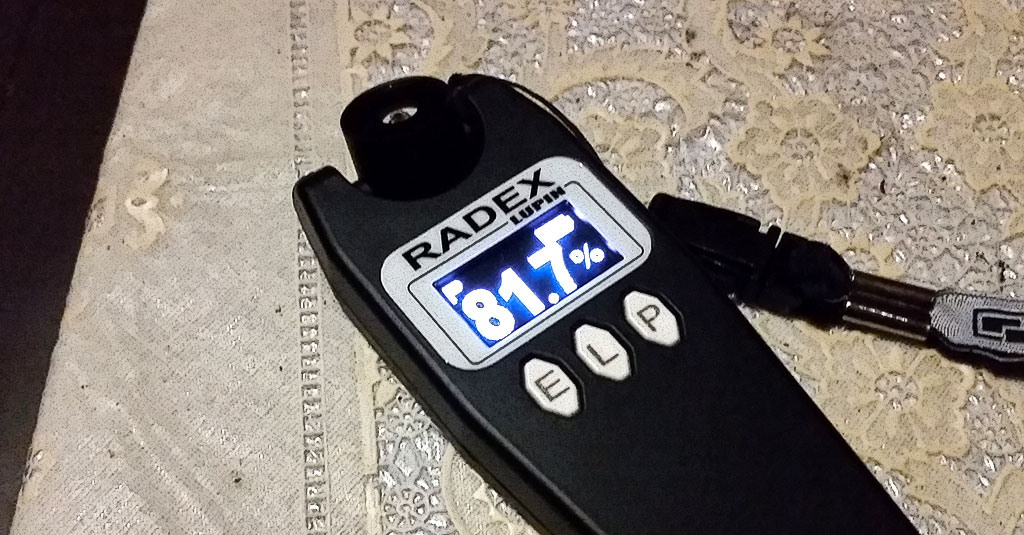 RADEX
LUPIN
P
81.7%
E L P